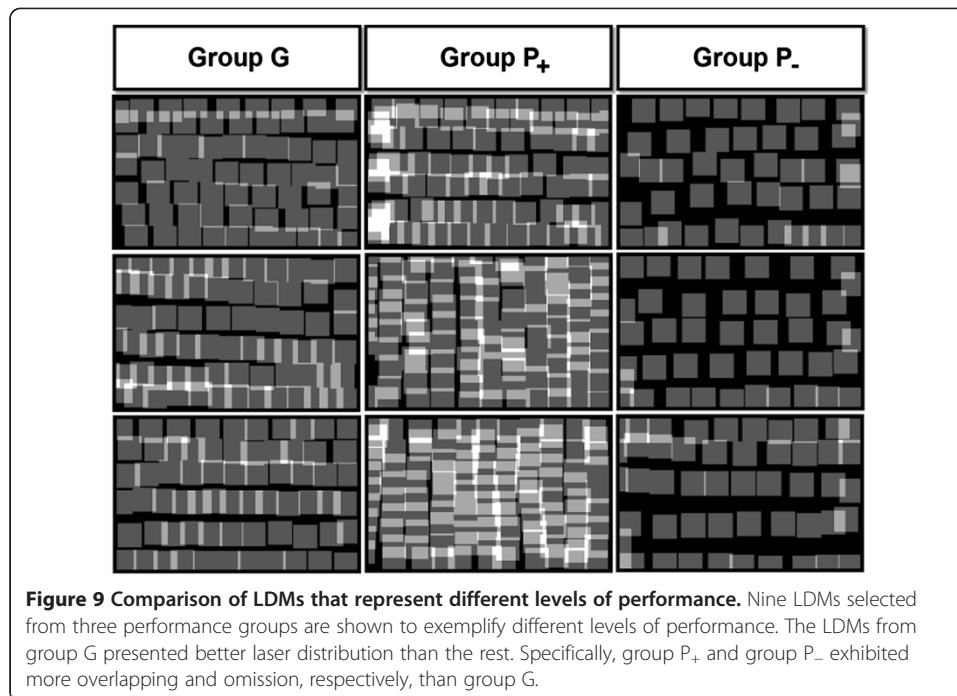 Group G
Group P+
Group P-
Figure 9 Comparison of LDMs that represent different levels of performance. Nine LDMs selected
from three performance groups are shown to exemplify different levels of performance. The LDMs from
group G presented better laser distribution than the rest. Specifically, group P+ and group P− exhibited
more overlapping and omission, respectively, than group G.